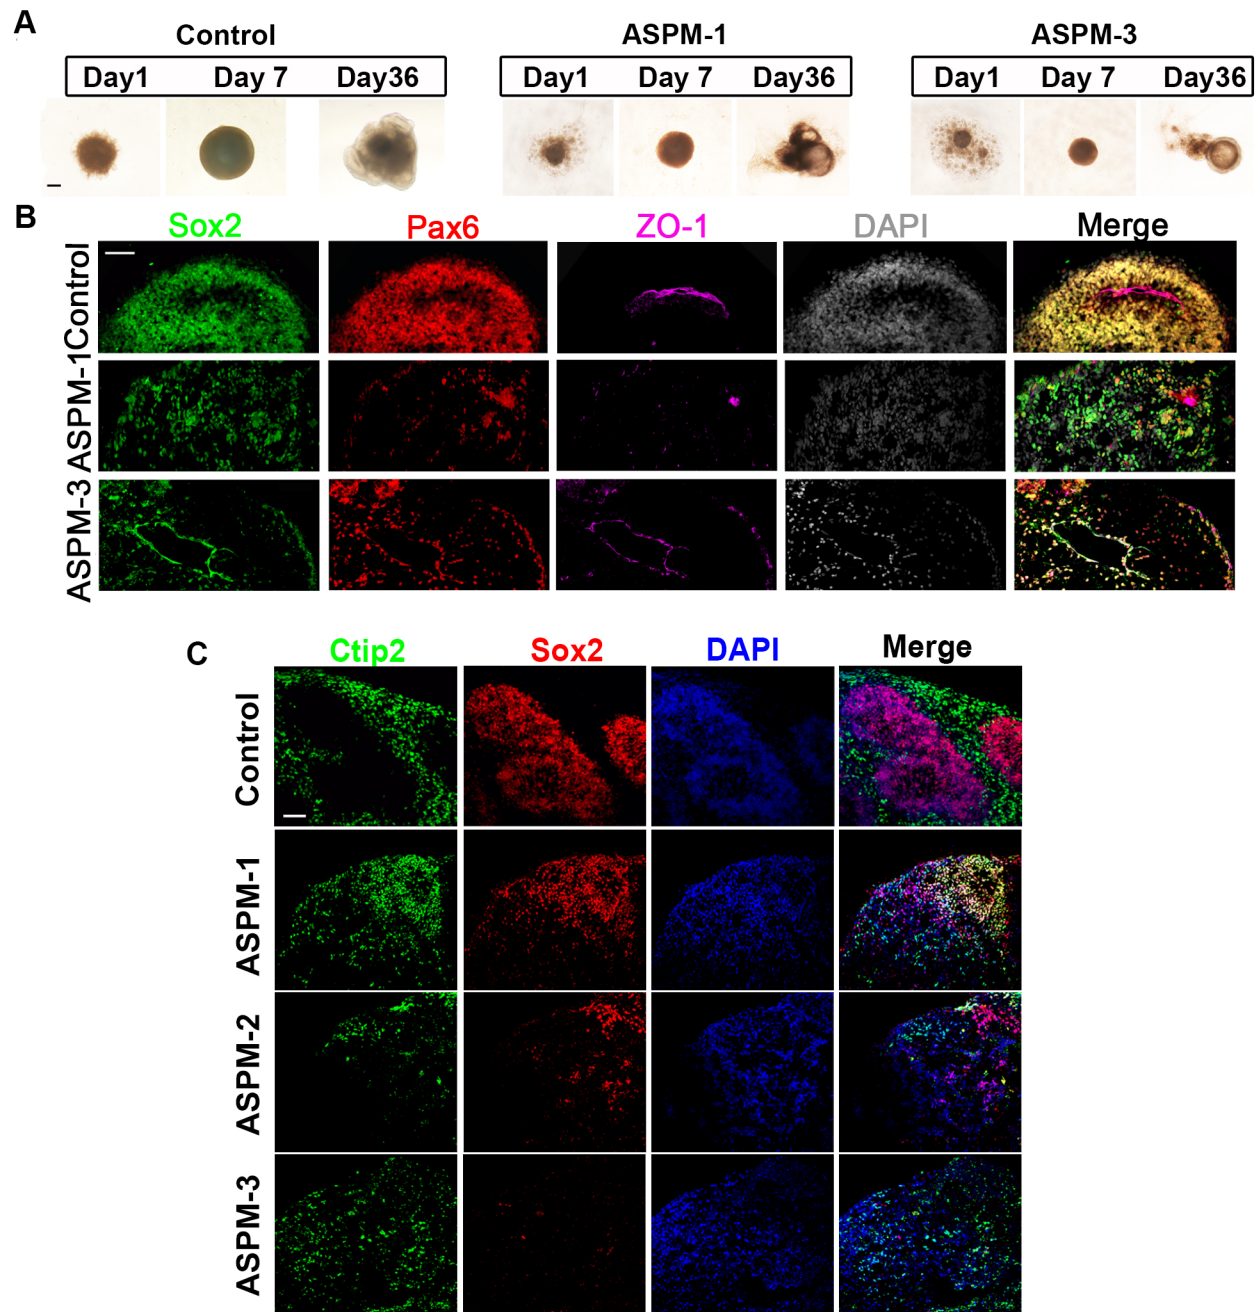 A
Control
ASPM-1
ASPM-3
Day1 Day 7 Day36
Day1 Day 7 Day36
Day1 Day 7 Day36
B
Sox2 Pax6 ZO-1 DAPI Merge
Control
ASPM-1
ASPM-3
C
Ctip2 Sox2 DAPI Merge
Control
ASPM-1
ASPM-2
ASPM-3